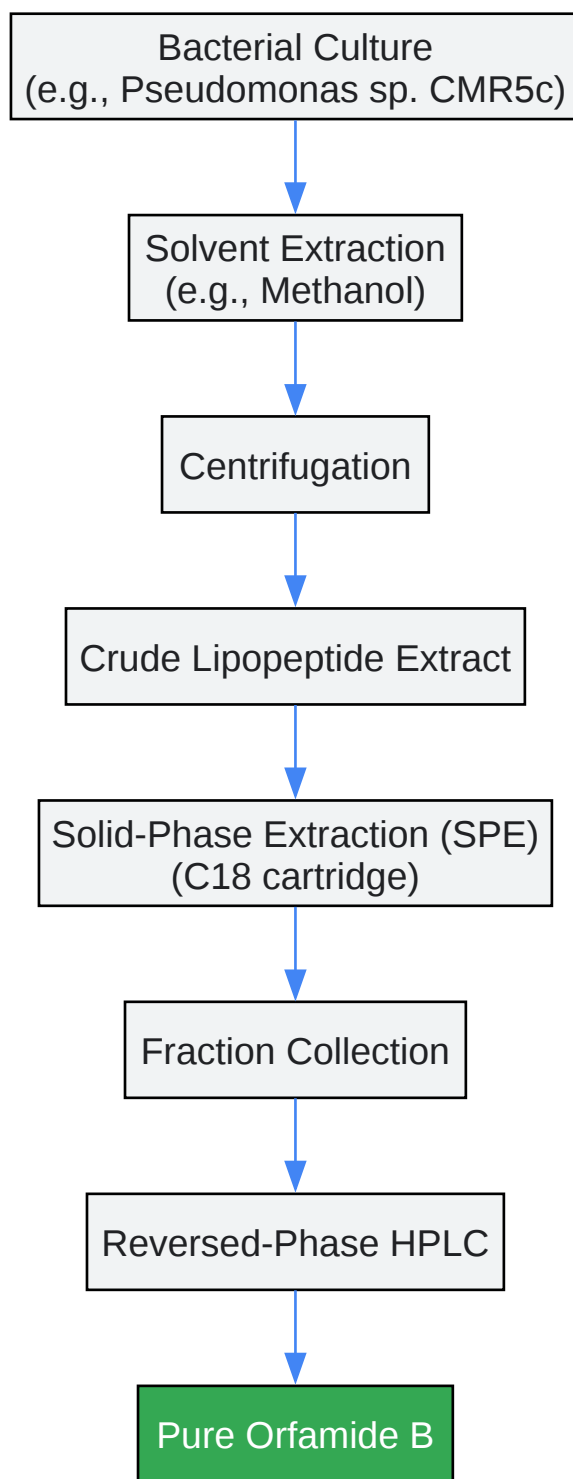 Bacterial Culture
(e.g., Pseudomonas sp. CMR5c)
Solvent Extraction
(e.g., Methanol)
Centrifugation
Crude Lipopeptide Extract
Solid-Phase Extraction (SPE)
(C18 cartridge)
Fraction Collection
Reversed-Phase HPLC
Pure Orfamide B